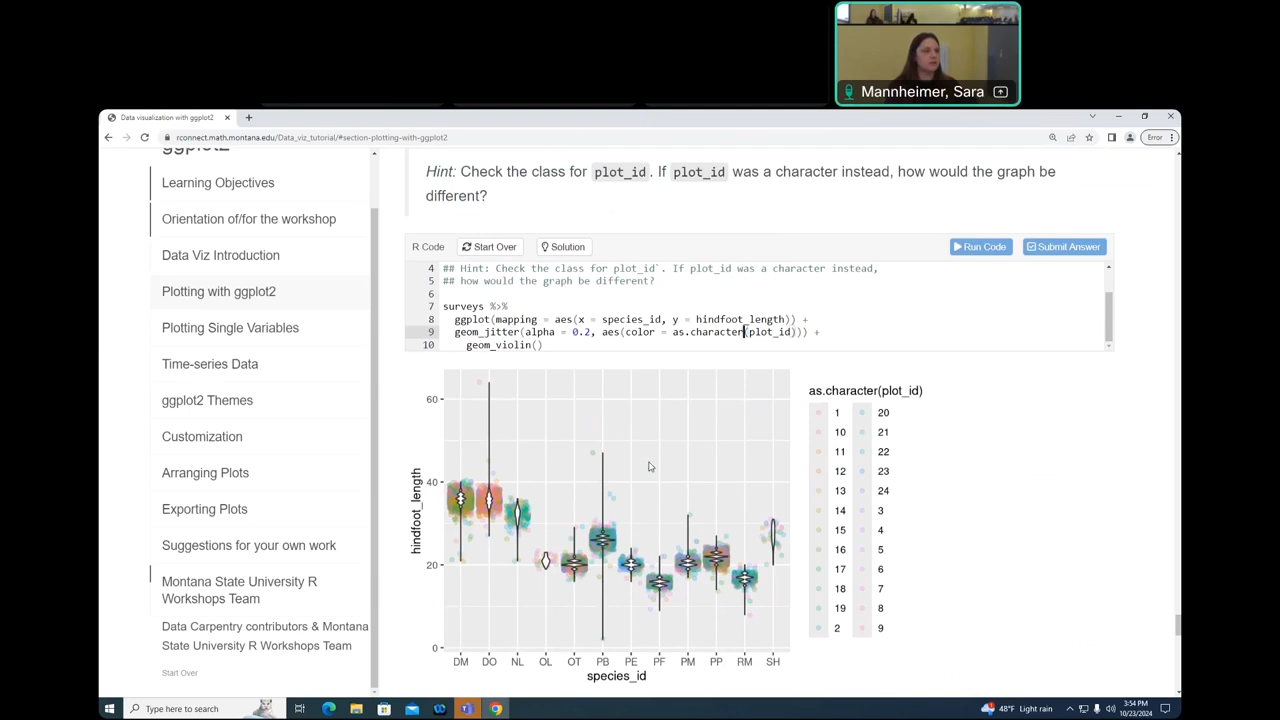 Mannheimer, Sara
Data visualization with ggplot2
rconnect.math.montana.edu/Data_viz_tutorial/#section-plotting-with-ggplot2
Error
ggplot2
Learning Objectives
Orientation of/for the workshop
Data Viz Introduction
Plotting with ggplot2
Plotting Single Variables
Time-series Data
ggplot2 Themes
Customization
Arranging Plots
Exporting Plots
Suggestions for your own work
Montana State University R
Workshops Team
Data Carpentry contributors & Montana
State University R Workshops Team
Start Over
Hint: Check the class for plot_id. If plot_id was a character instead, how would the graph be
different?
R Code
Start Over
Solution
Run Code
Submit Answer
4 ## Hint: Check the class for plot_id`. If plot_id was a character instead,
5 ## how would the graph be different?
6
7 surveys %>%
8 ggplot(mapping = aes(x = species_id, y = hindfoot_length)) +
9 geom_jitter(alpha = 0.2, aes(color = as.character(plot_id))) +
10 geom_violin()
hindfoot_length
60
40
20
0
DM DO NL OL OT PB PE PF PM PP RM SH
species_id
as.character(plot_id)
1 20
10 21
11 22
12 23
13 24
14 3
15 4
16 5
17 6
18 7
19 8
2 9
Type here to search
48°F Light rain
3:54 PM
10/23/2024